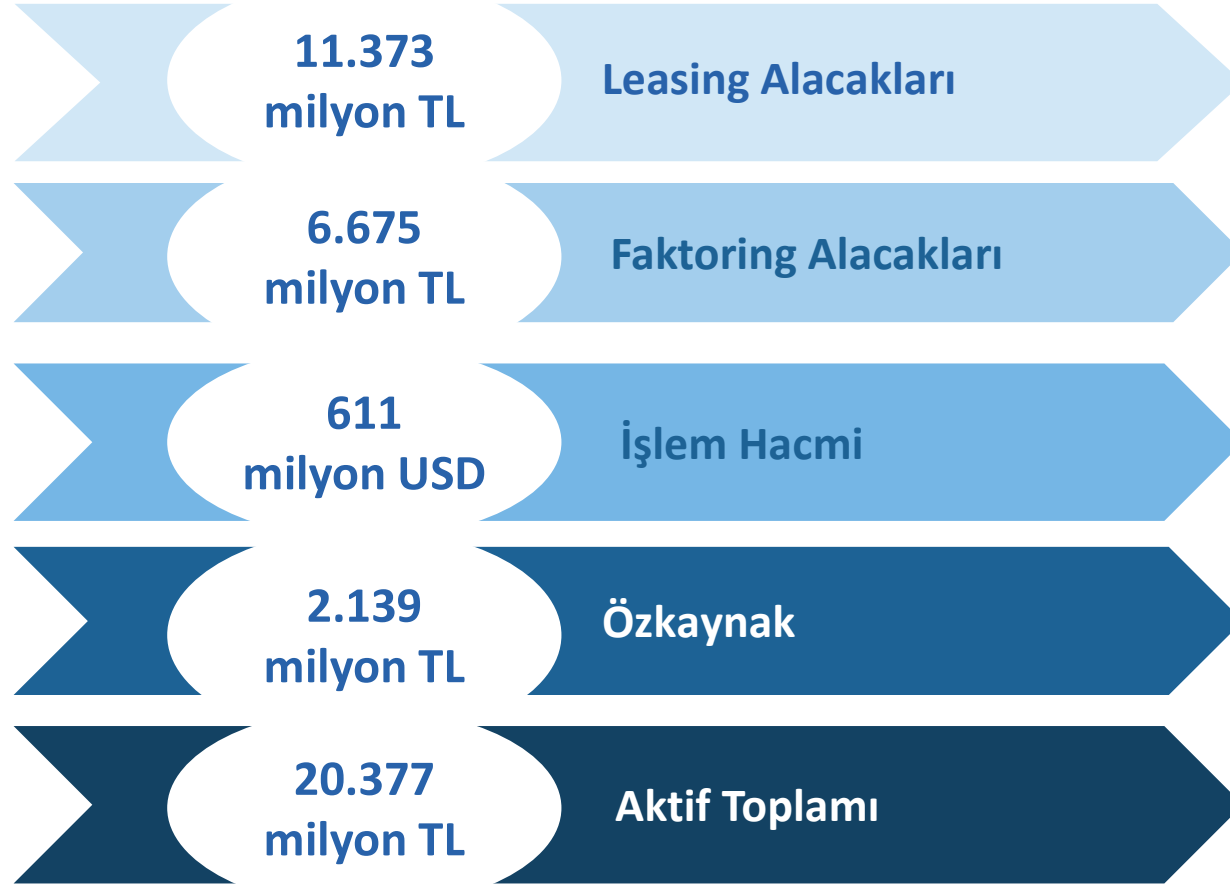 11.373
milyon TL
Leasing Alacakları
6.675
milyon TL
Faktoring Alacakları
611
milyon USD
İşlem Hacmi
2.139
milyon TL
Özkaynak
20.377
milyon TL
Aktif Toplamı